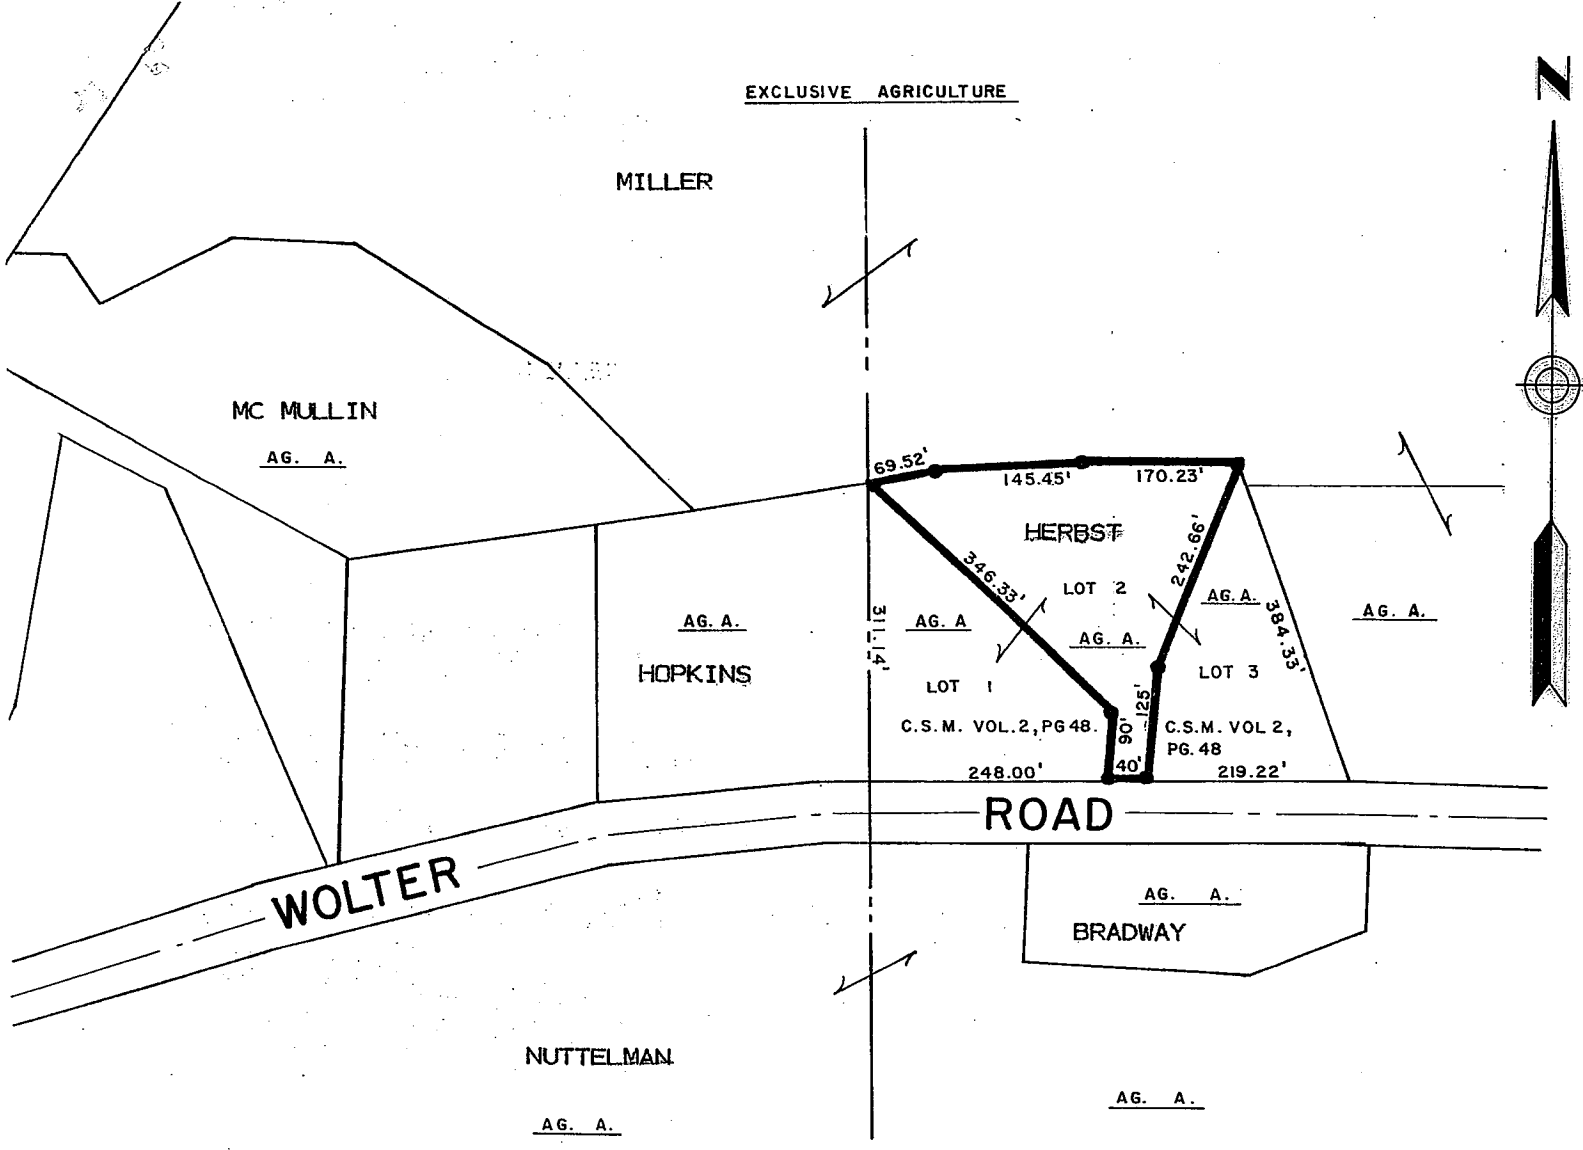 N
EXCLUSIVE AGRICULTURE
MILLER
MC MULLIN
AG. A.
69.52'
145.45'
170.23'
HERBST
346.33'
242.66'
LOT 2
AG. A.
AG. A.
384.33'
AG. A.
AG. A.
HOPKINS
311.14'
AG. A
LOT 1
LOT 3
C.S.M. VOL. 2, PG 48.
90'
125'
C.S.M. VOL 2,
PG. 48
248.00'
40'
219.22'
WOLTER
ROAD
AG. A.
BRADWAY
NUTTELMAN
AG. A.
AG. A.